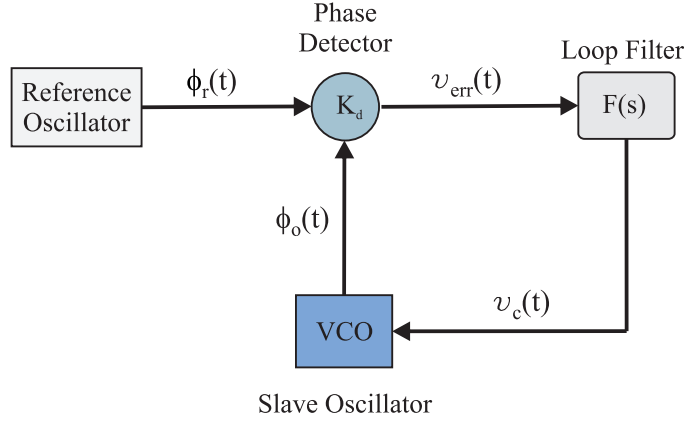 Phase
Detector
Loop Filter
Reference
Oscillator
ϕr(t)
Kd
υerr(t)
F(s)
ϕo(t)
VCO
υc(t)
Slave Oscillator